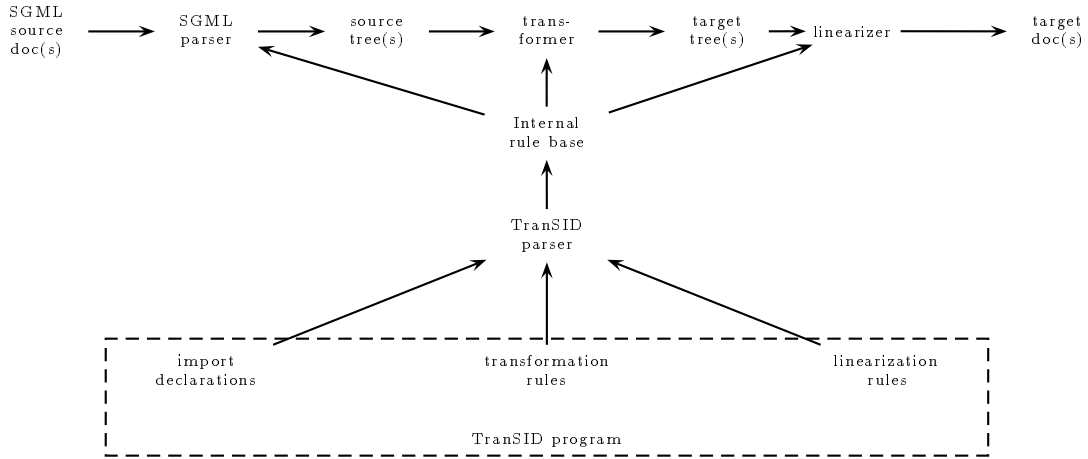 SGML
source
doc(s)
SGML
parser
source
tree(s)
trans-
former
target
tree(s)
linearizer
target
doc(s)
Internal
rule base
TranSID
parser
import
declarations
transformation
rules
linearization
rules
TranSID program